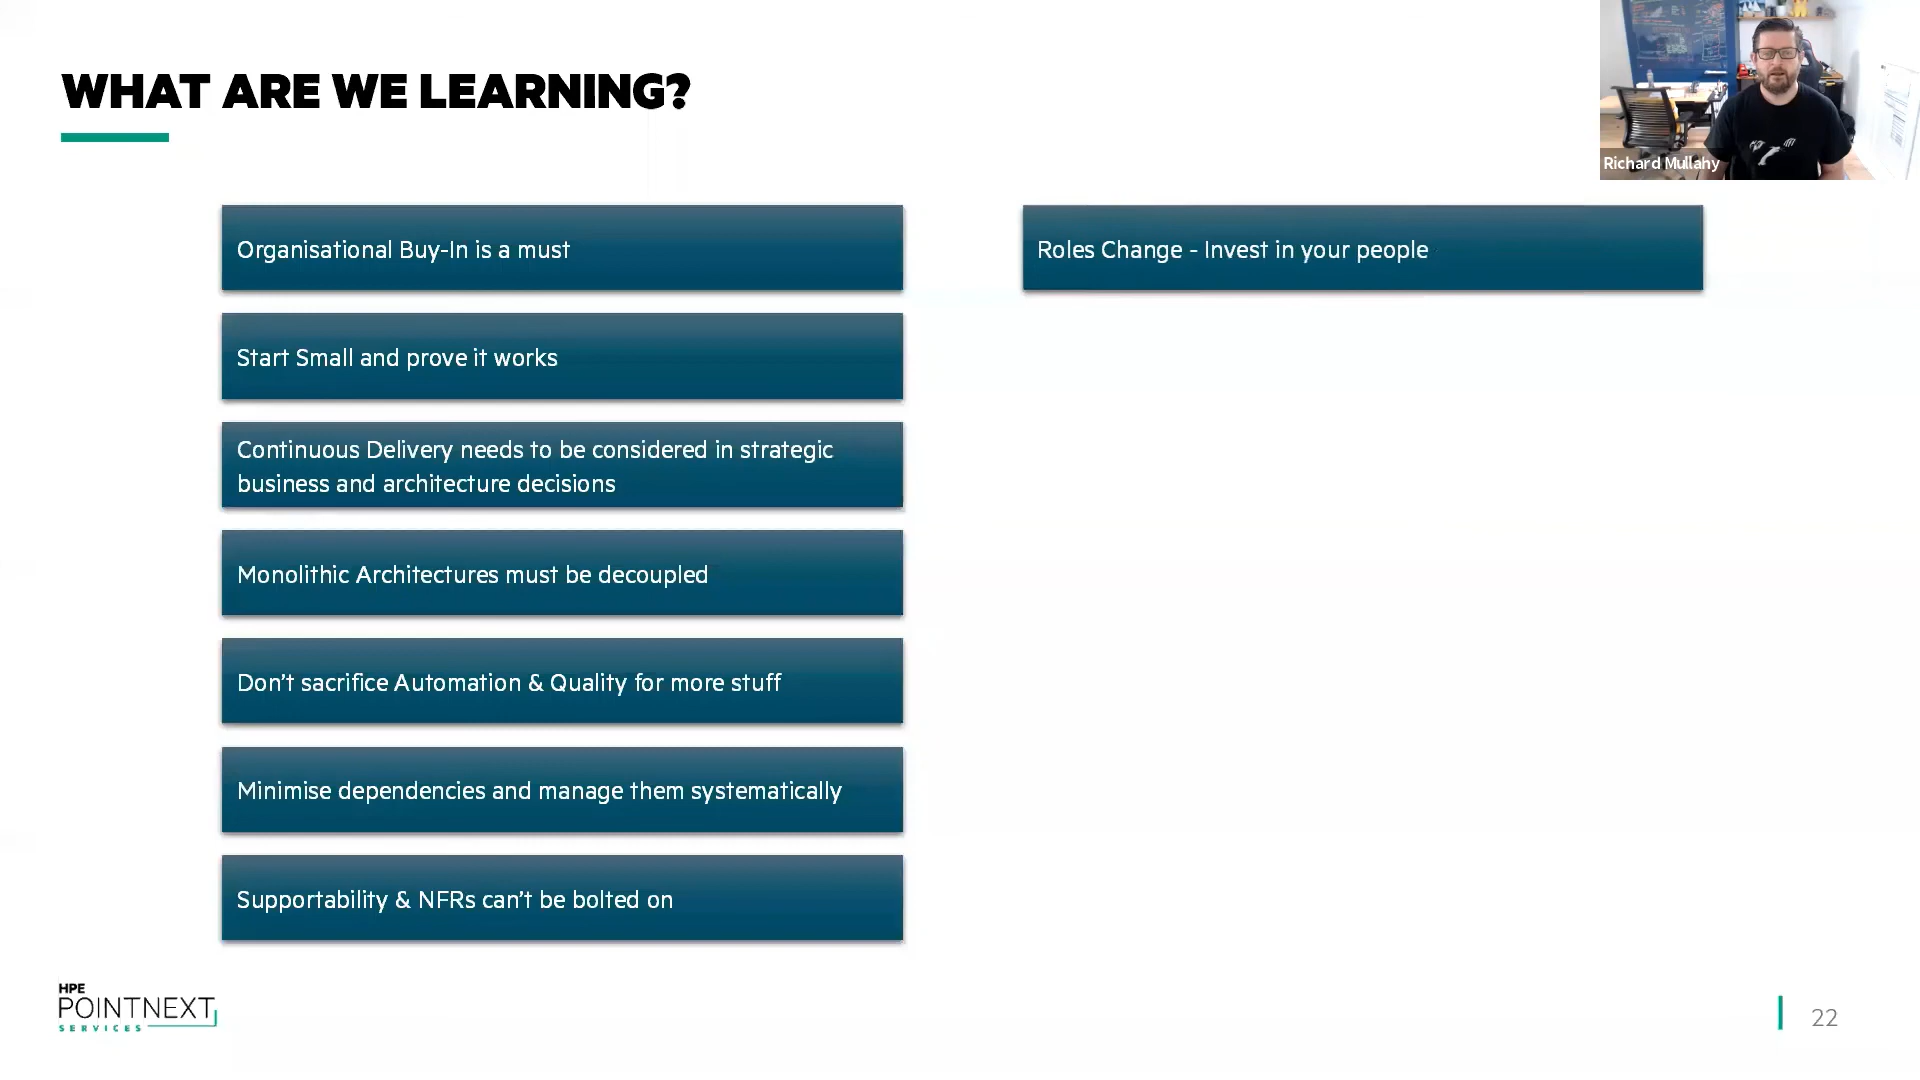 WHAT ARE WE LEARNING?
Richard Mullahy
Organisational Buy-In is a must
Start Small and prove it works
Continuous Delivery needs to be considered in strategic
business and architecture decisions
Monolithic Architectures must be decoupled
Don’t sacrifice Automation & Quality for more stuff
Minimise dependencies and manage them systematically
Supportability & NFRs can’t be bolted on
Roles Change - Invest in your people
HPE
POINTNEXT
SERVICES
22